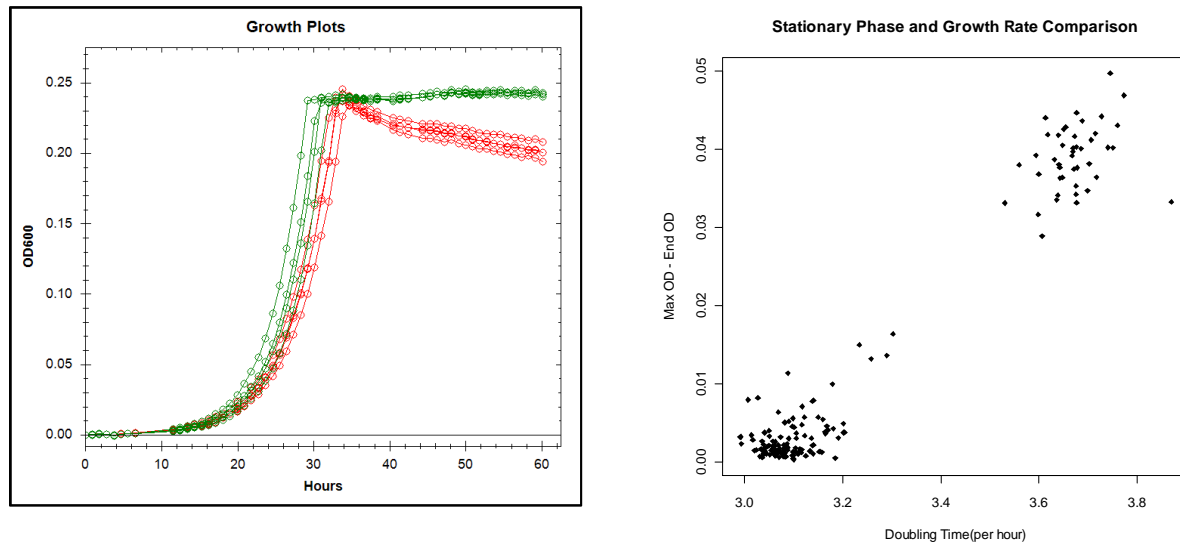 Growth Plots
OD600
0.25
0.20
0.15
0.10
0.05
0.00
0 10 20 30 40 50 60
Hours
Stationary Phase and Growth Rate Comparison
Max OD - End OD
0.05
0.04
0.03
0.01
0.00
3.0 3.2 3.4 3.6 3.8
Doubling Time(per hour)